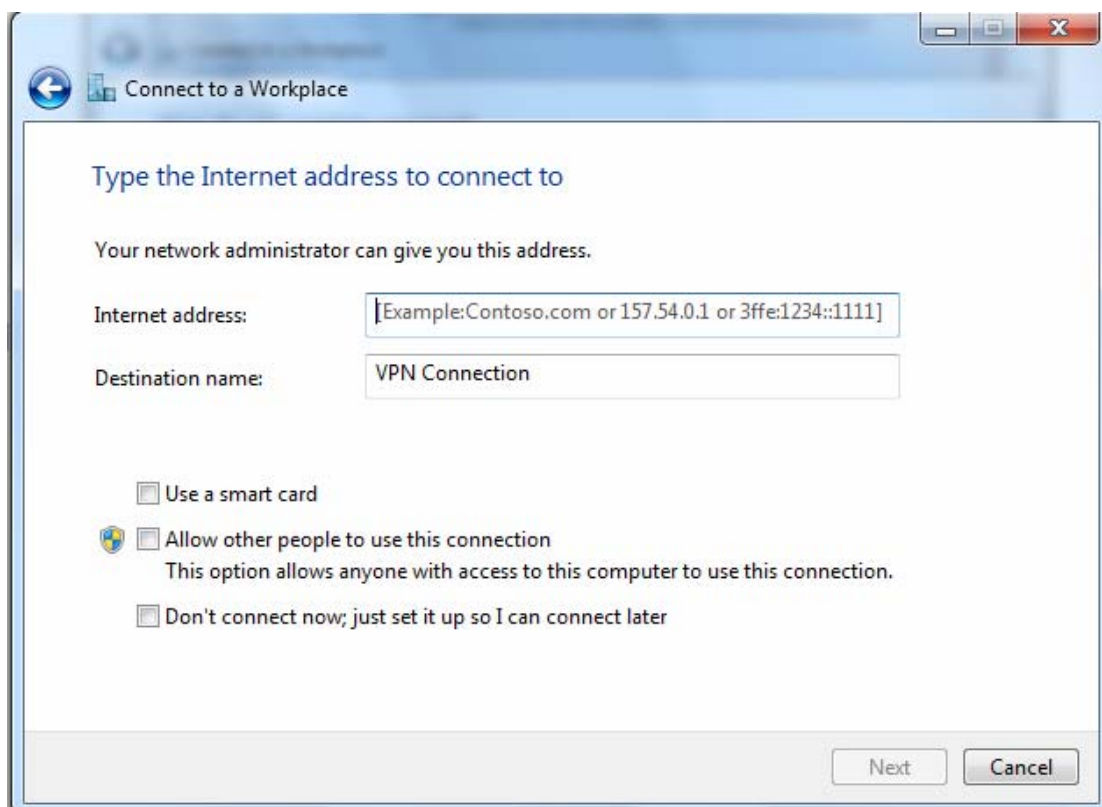 Connect to a Workplace
Type the Internet address to connect to
Your network administrator can give you this address.
Internet address:
[Example:Contoso.com or 157.54.0.1 or 3ffe:1234::1111]
Destination name:
VPN Connection
Use a smart card
Allow other people to use this connection
This option allows anyone with access to this computer to use this connection.
Don't connect now; just set it up so I can connect later
Next
Cancel